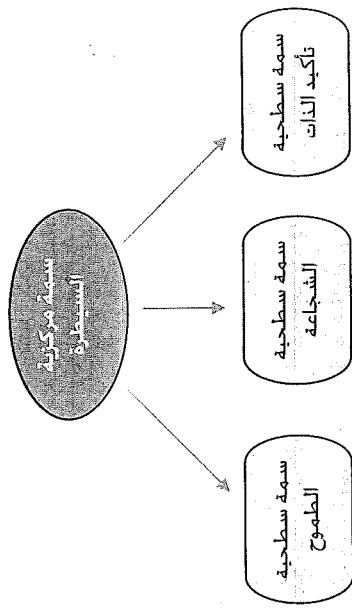 سمة مركزية
السيطرة
سمة سطحية
تأكيد الذات
سمة سطحية
الشجاعة
سمة سطحية
الطموح